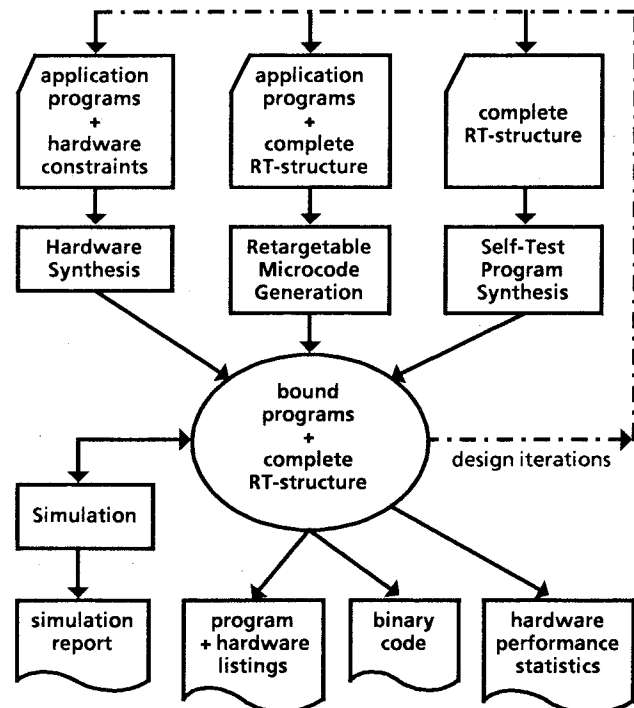 application
programs
+
hardware
constraints
application
programs
+
complete
RT-structure
complete
RT-structure
Hardware
Synthesis
Retargetable
Microcode
Generation
Self-Test
Program
Synthesis
bound
programs
+
complete
RT-structure
design iterations
Simulation
simulation
report
program
+ hardware
listings
binary
code
hardware
performance
statistics